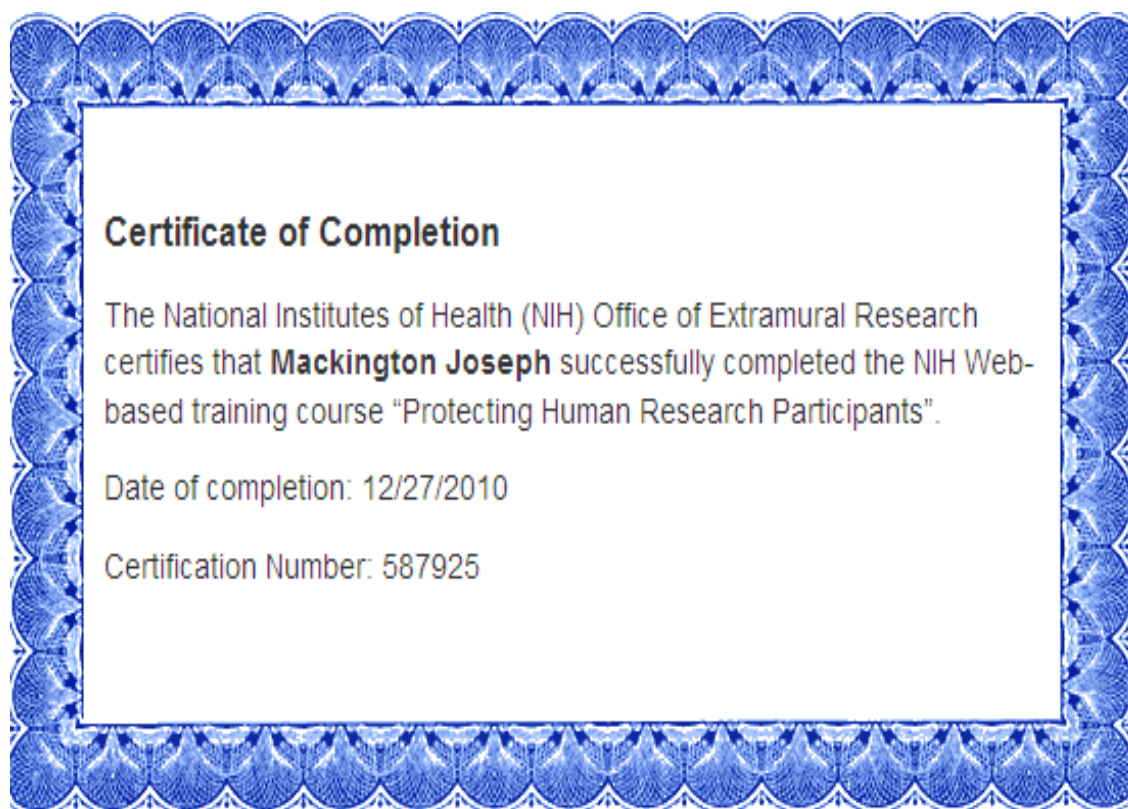 Certificate of Completion
The National Institutes of Health (NIH) Office of Extramural Research
certifies that Mackington Joseph successfully completed the NIH Web-
based training course “Protecting Human Research Participants”.
Date of completion: 12/27/2010
Certification Number: 587925